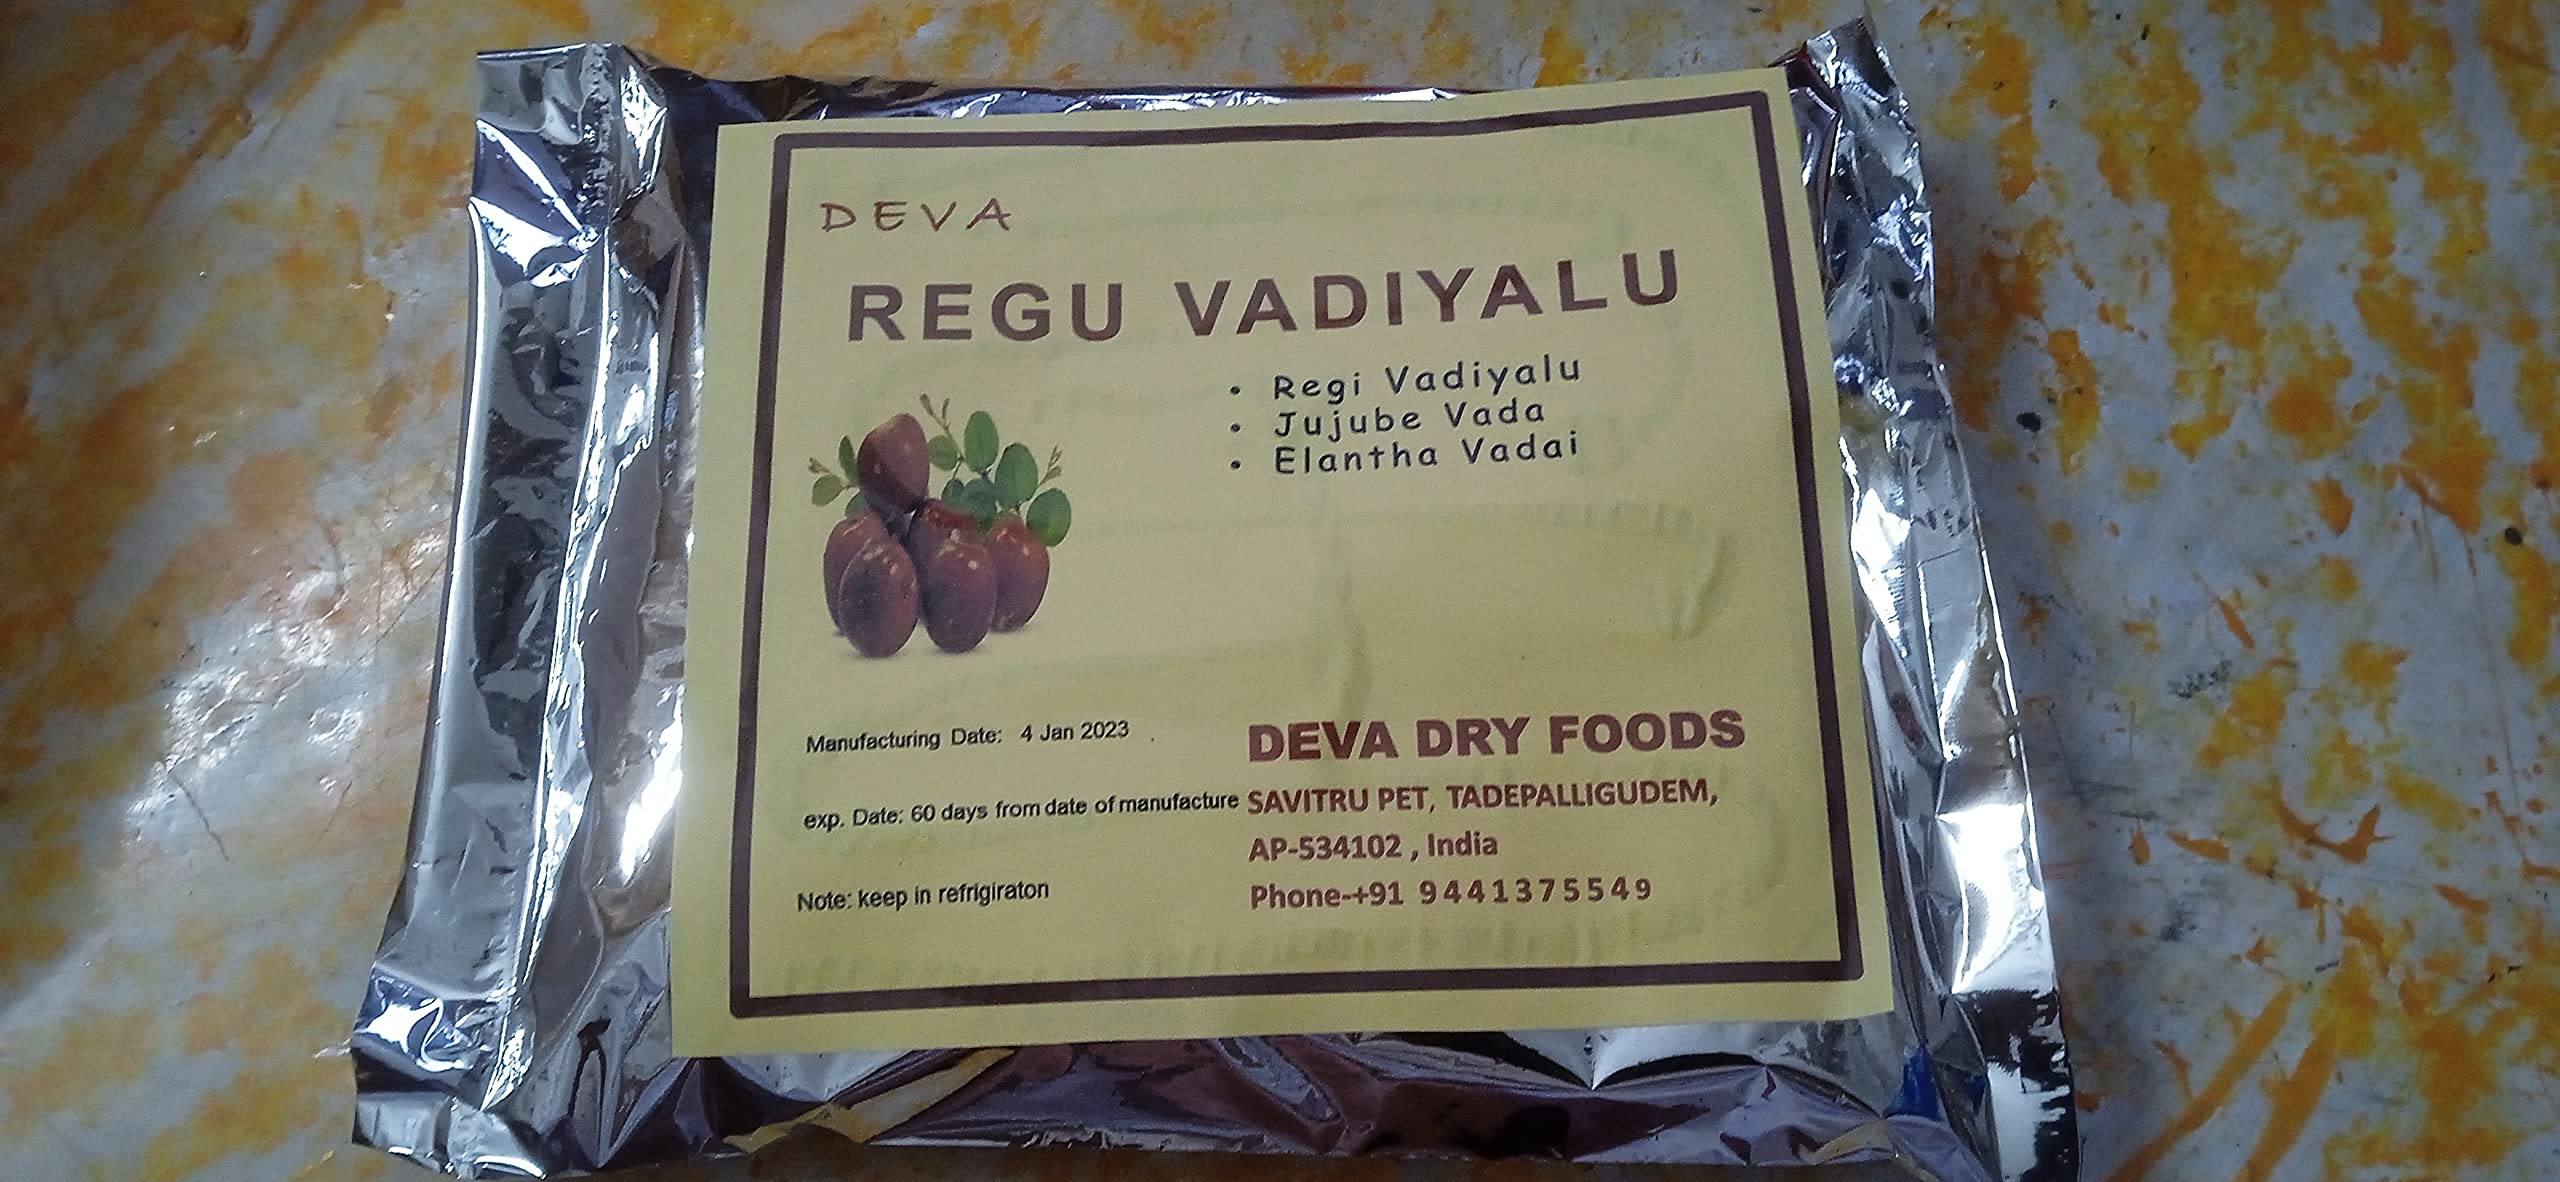 DEVA
REGU VADIYALU
• Regi Vadiyalu
• Jujube Vada
• Elantha Vadai
Manufacturing Date: 4 Jan 2023
exp. Date: 60 days from date of manufacture
Note: keep in refrigiraton
DEVA DRY FOODS
SAVITRU PET, TADEPALLIGUDEM,
AP-534102 , India
Phone-+91 9441375549